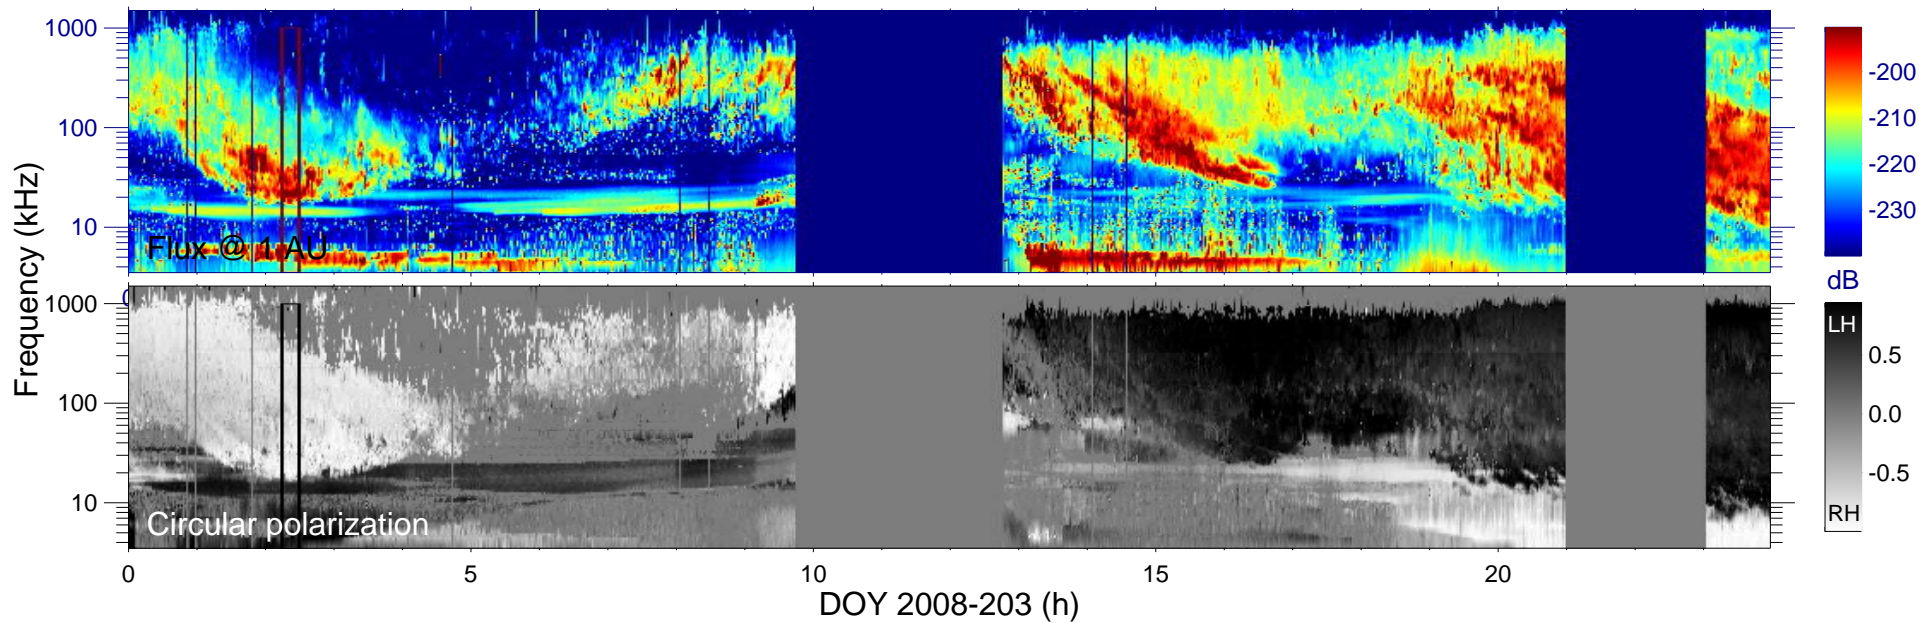 1000
100
10
Flux @ 1 AU
-200
-210
-220
-230
dB
Frequency (kHz)
0
1000
100
10
Circular polarization
LH
0.5
0.0
-0.5
RH
0 5 10 15 20
DOY 2008-203 (h)